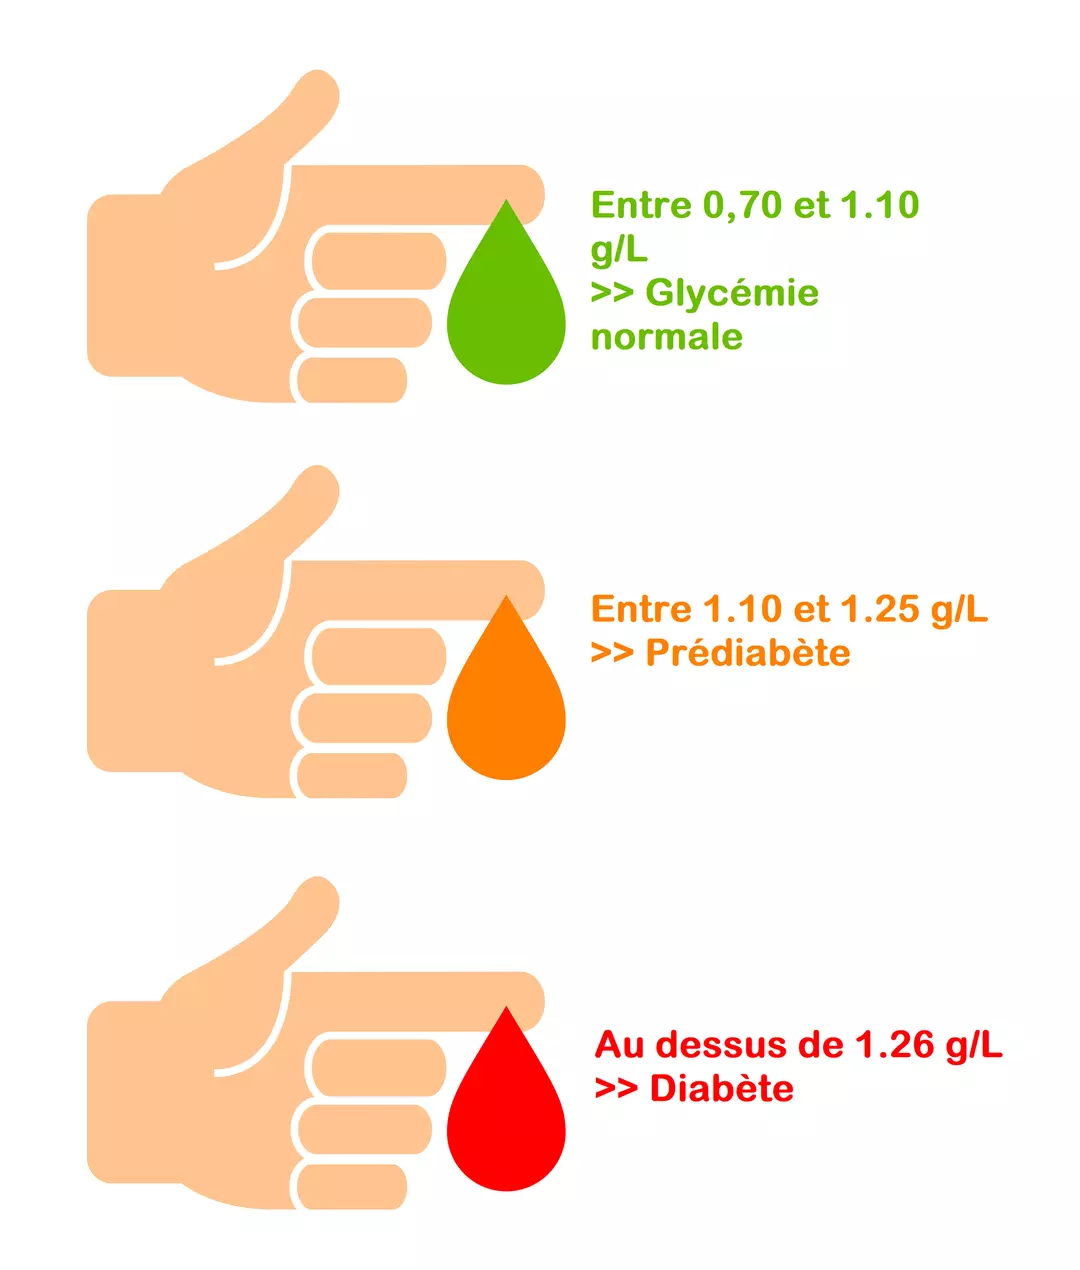 Entre 0,70 et 1.10
g/L
>> Glycémie
normale
Entre 1.10 et 1.25 g/L
>> Prédiabète
Au dessus de 1.26 g/L
>> Diabète